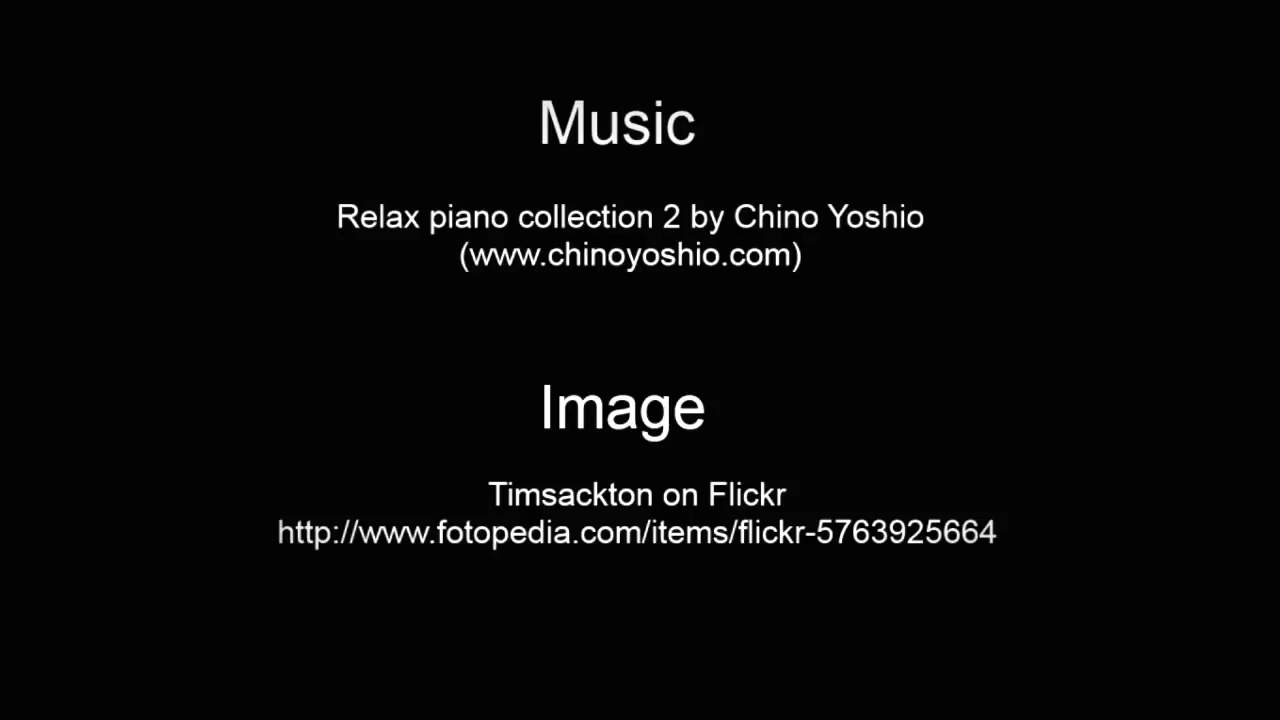 Music
Relax piano collection 2 by Chino Yoshio
(www.chinoyoshio.com)
Image
Timsackton on Flickr
http://www.fotopedia.com/items/flickr-5763925664